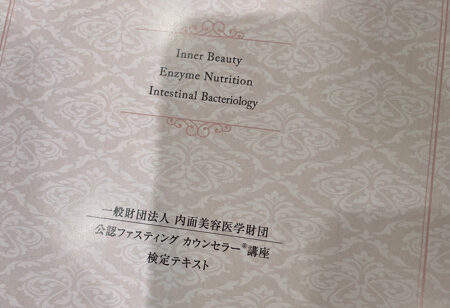 Inner Beauty
Enzyme Nutrition
Intestinal Bacteriology
一般財団法人 内面美容医学財団
公認ファスティング カウンセラー®講座
検定テキスト